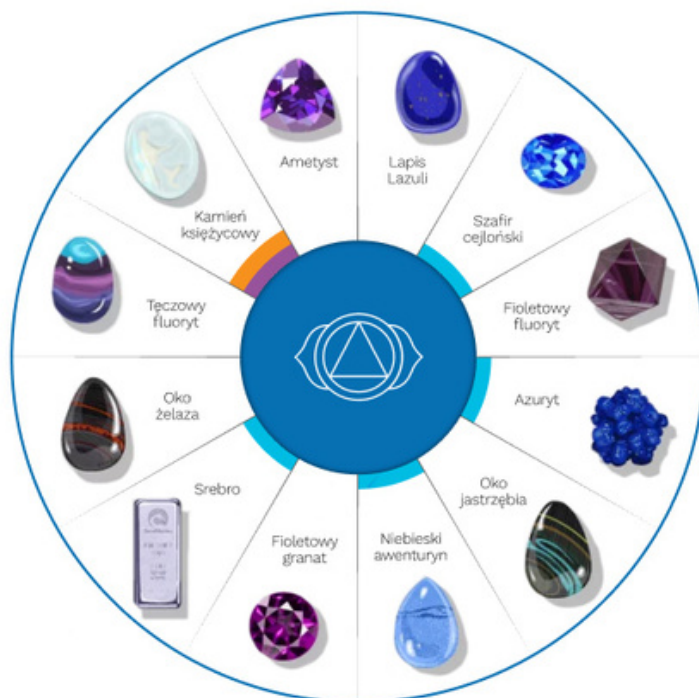 Ametyst
Lapis
Lazuli
Szafir
cejloński
Fioletowy
fluoryt
Azuryt
Oko
jastrzębia
Niebieski
awenturyn
Fioletowy
granat
Srebro
Oko
żelaza
Tęczowy
fluoryt
Kamień
księżycowy